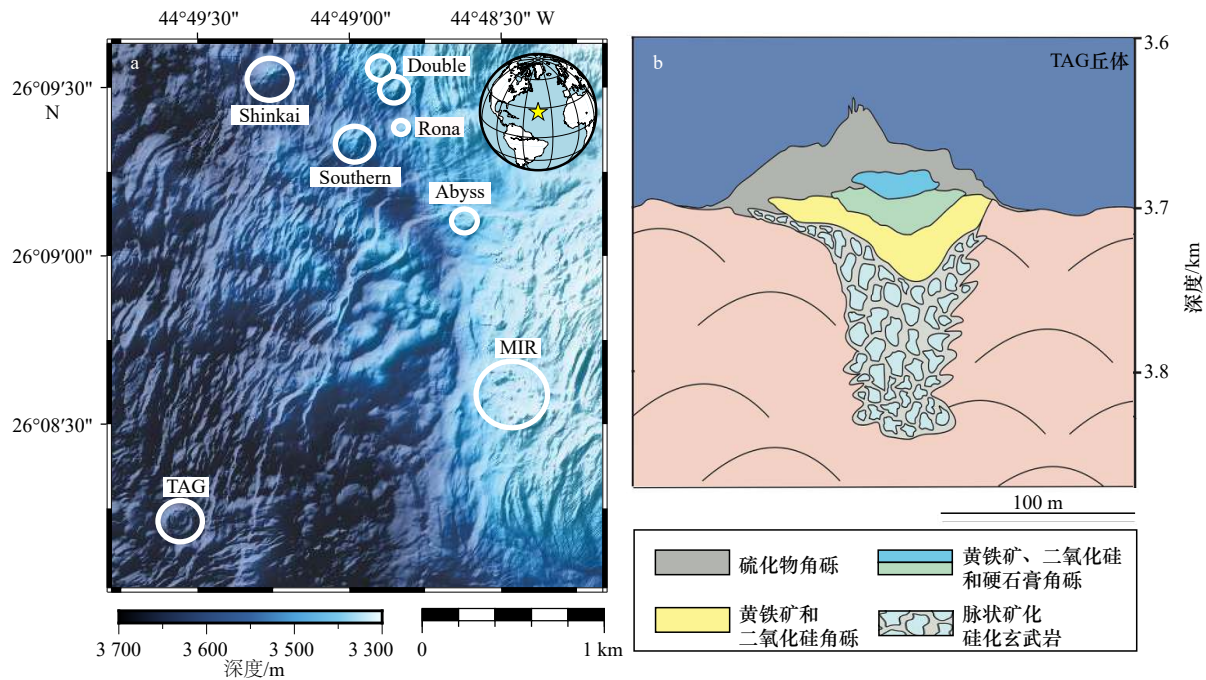 44°49′30″
44°49′00″
44°48′30″ W
a
26°09′30″
N
26°09′00″
26°08′30″
Shinkai
Double
Rona
Southern
Abyss
MIR
TAG
3 700
3 600
3 500
3 300
深度/m
0
1 km
b
TAG丘体
3.6
3.7
3.8
深度/km
100 m
硫化物角砾
黄铁矿、二氧化硅
和硬石膏角砾
黄铁矿和
二氧化硅角砾
脉状矿化
硅化玄武岩